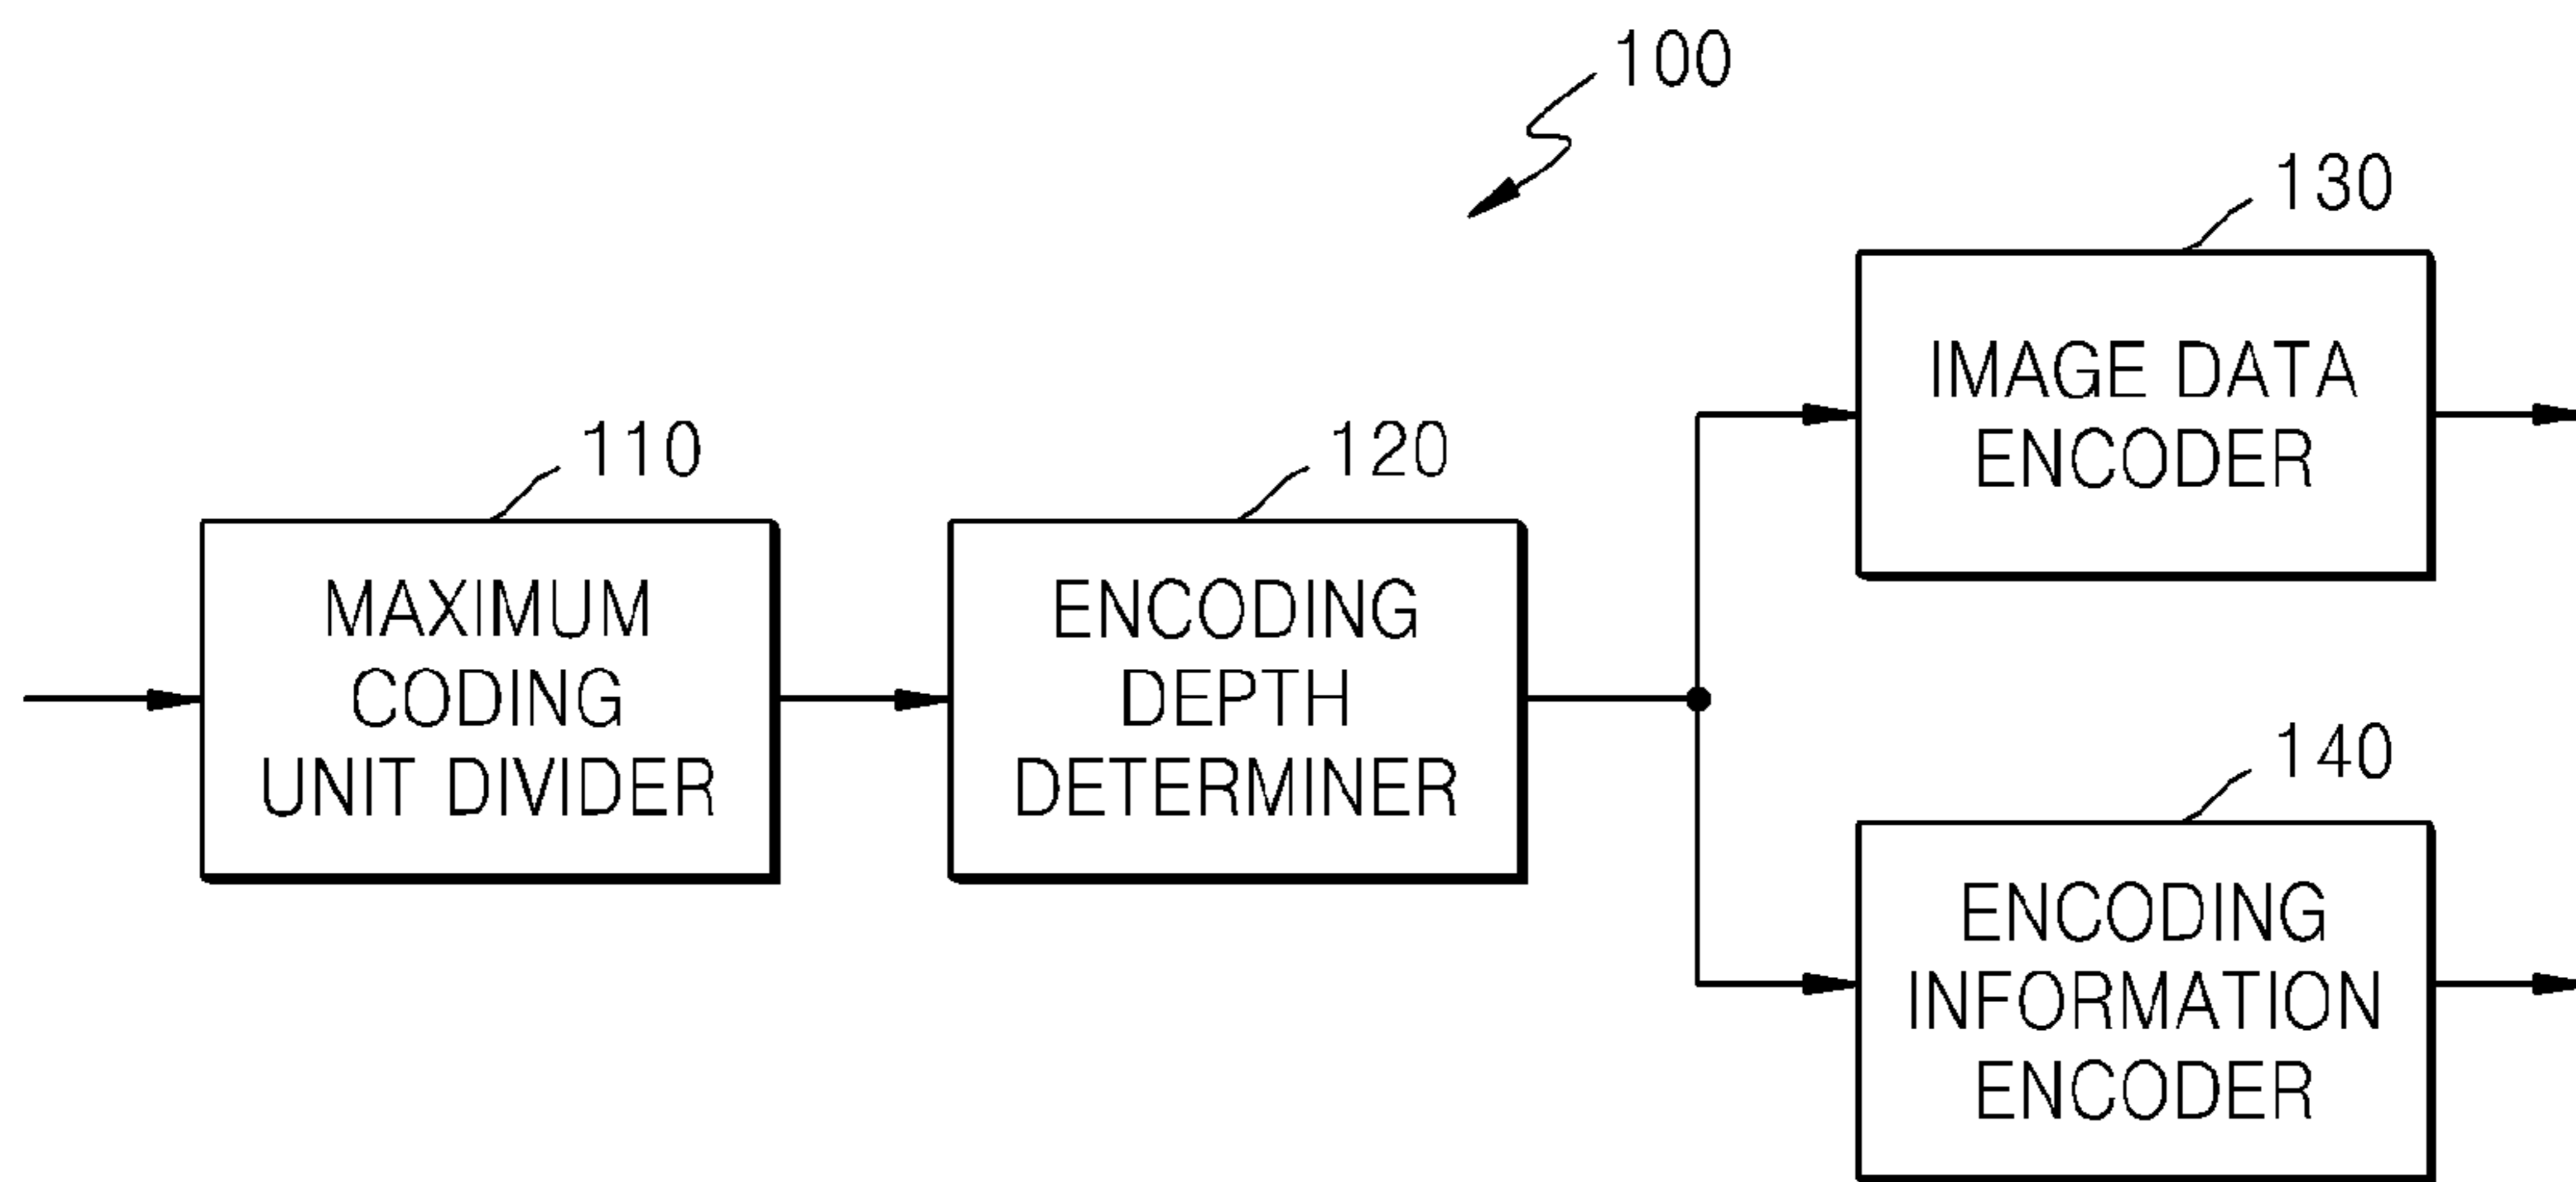 100
110
MAXIMUM
CODING
UNIT DIVIDER
120
ENCODING
DEPTH
DETERMINER
130
IMAGE DATA
ENCODER
140
ENCODING
INFORMATION
ENCODER